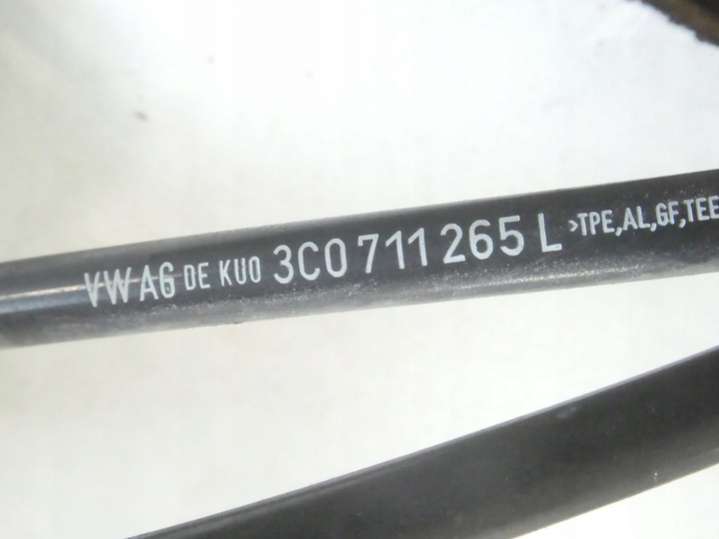 VW AG DE KUO 3C0 711 265 L >TPE,AL,GF,TEE